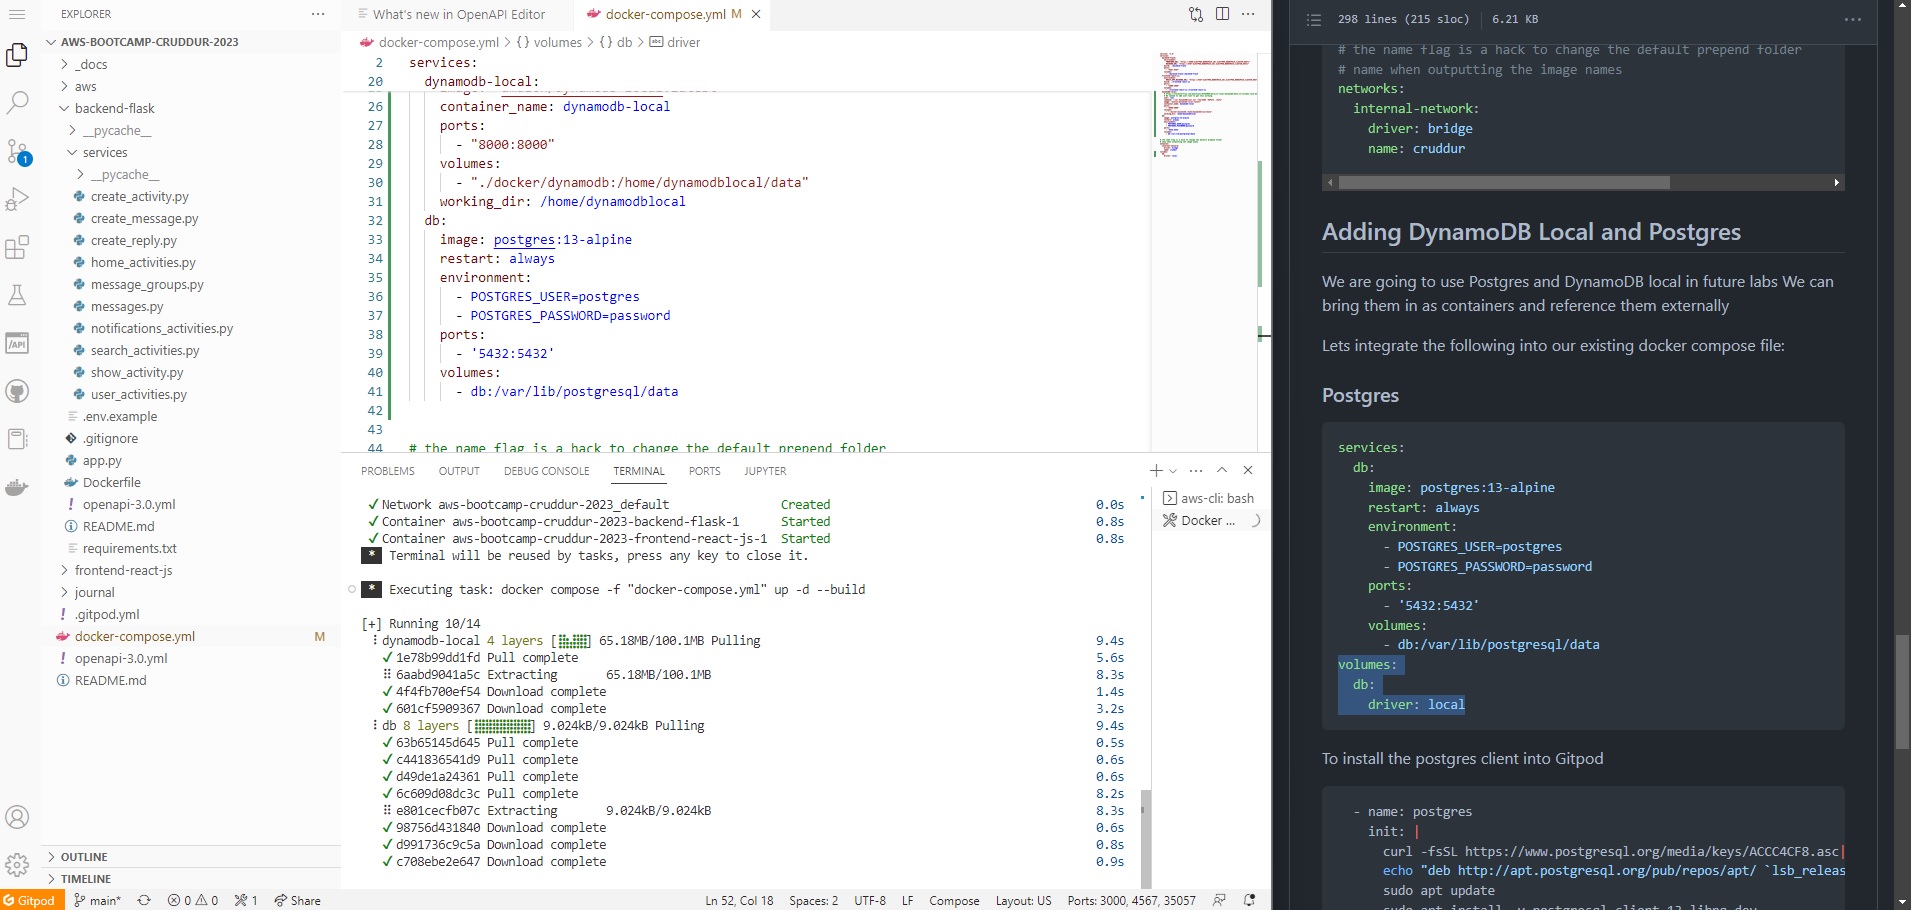 EXPLORER
AWS-BOOTCAMP-CRUDDUR-2023
_docs
aws
backend-flask
__pycache__
services
__pycache__
create_activity.py
create_message.py
create_reply.py
home_activities.py
message_groups.py
messages.py
notifications_activities.py
search_activities.py
show_activity.py
user_activities.py
.env.example
.gitignore
app.py
Dockerfile
openapi-3.0.yml
README.md
requirements.txt
frontend-react-js
journal
.gitpod.yml
docker-compose.yml M
openapi-3.0.yml
README.md
OUTLINE
TIMELINE
1
/API
What's new in OpenAPI Editor
docker-compose.yml M
docker-compose.yml > {} volumes > {} db > driver
2 services:
20 dynamodb-local:
26 container_name: dynamodb-local
27 ports:
28 - "8000:8000"
29 volumes:
30 - "./docker/dynamodb:/home/dynamodblocal/data"
31 working_dir: /home/dynamodblocal
32 db:
33 image: postgres:13-alpine
34 restart: always
35 environment:
36 - POSTGRES_USER=postgres
37 - POSTGRES_PASSWORD=password
38 ports:
39 - '5432:5432'
40 volumes:
41 - db:/var/lib/postgresql/data
42
43
44 # the name flag is a hack to change the default prepend folder
PROBLEMS OUTPUT DEBUG CONSOLE TERMINAL PORTS JUPYTER
✓ Network aws-bootcamp-cruddur-2023_default Created 0.0s
✓ Container aws-bootcamp-cruddur-2023-backend-flask-1 Started 0.8s
✓ Container aws-bootcamp-cruddur-2023-frontend-react-js-1 Started 0.8s
* Terminal will be reused by tasks, press any key to close it.
* Executing task: docker compose -f "docker-compose.yml" up -d --build
[+] Running 10/14
dynamodb-local 4 layers [] 65.18MB/100.1MB Pulling 9.4s
✓ 1e78b99dd1fd Pull complete 5.6s
6aabd9041a5c Extracting 65.18MB/100.1MB 8.3s
✓ 4f4fb700ef54 Download complete 1.4s
✓ 601cf5909367 Download complete 3.2s
db 8 layers [] 9.024kB/9.024kB Pulling 9.4s
✓ 63b65145d645 Pull complete 0.5s
✓ c441836541d9 Pull complete 0.6s
✓ d49de1a24361 Pull complete 0.6s
✓ 6c609d08dc3c Pull complete 8.2s
e801cecfb07c Extracting 9.024kB/9.024kB 8.3s
✓ 98756d431840 Download complete 0.6s
✓ d991736c9c5a Download complete 0.8s
✓ c708ebe2e647 Download complete 0.9s
aws-cli: bash
Docker ...
Gitpod main* 0 0 1 Share Ln 52, Col 18 Spaces: 2 UTF-8 LF Compose Layout: US Ports: 3000, 4567, 35057
298 lines (215 sloc) 6.21 KB
# the name flag is a hack to change the default prepend folder
# name when outputting the image names
networks:
internal-network:
driver: bridge
name: cruddur
Adding DynamoDB Local and Postgres
We are going to use Postgres and DynamoDB local in future labs We can
bring them in as containers and reference them externally
Lets integrate the following into our existing docker compose file:
Postgres
services:
db:
image: postgres:13-alpine
restart: always
environment:
- POSTGRES_USER=postgres
- POSTGRES_PASSWORD=password
ports:
- '5432:5432'
volumes:
- db:/var/lib/postgresql/data
volumes:
db:
driver: local
To install the postgres client into Gitpod
- name: postgres
init: |
curl -fsSL https://www.postgresql.org/media/keys/ACCC4CF8.asc|
echo "deb http://apt.postgresql.org/pub/repos/apt/ `lsb_releas
sudo apt update